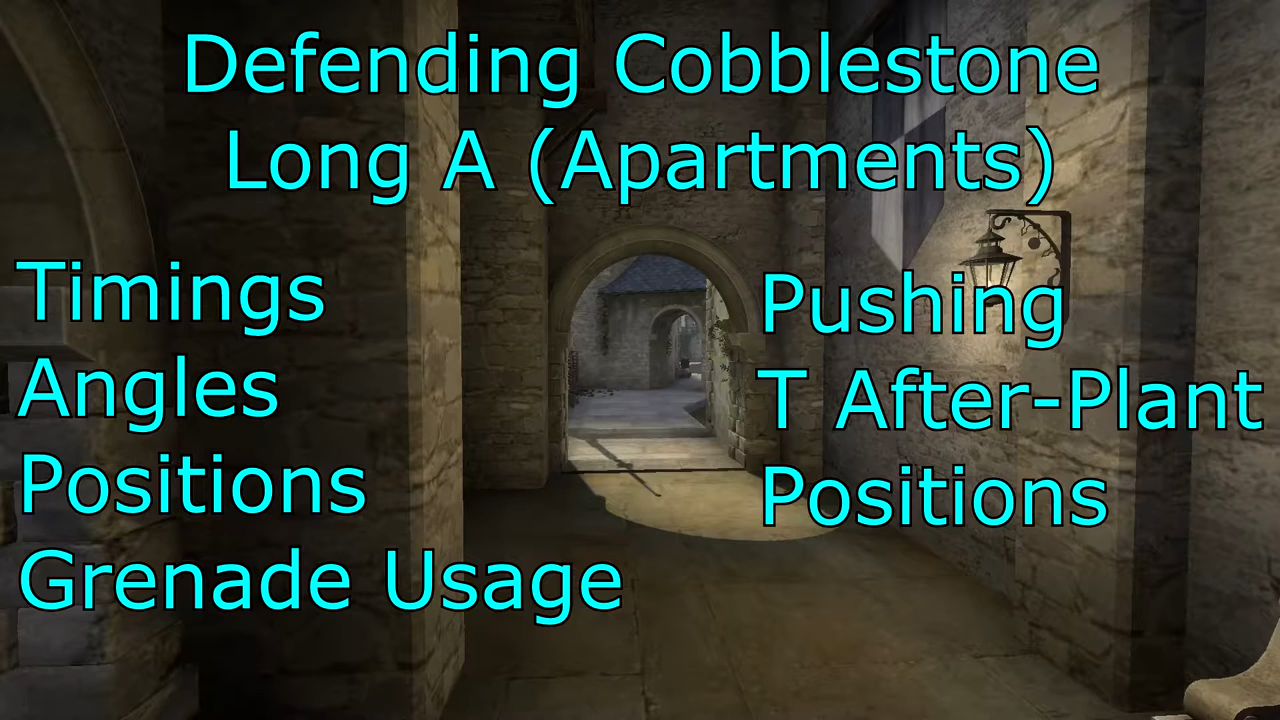 Defending Cobblestone
Long A (Apartments)
Timings
Angles
Positions
Grenade Usage
Pushing
T After-Plant
Positions